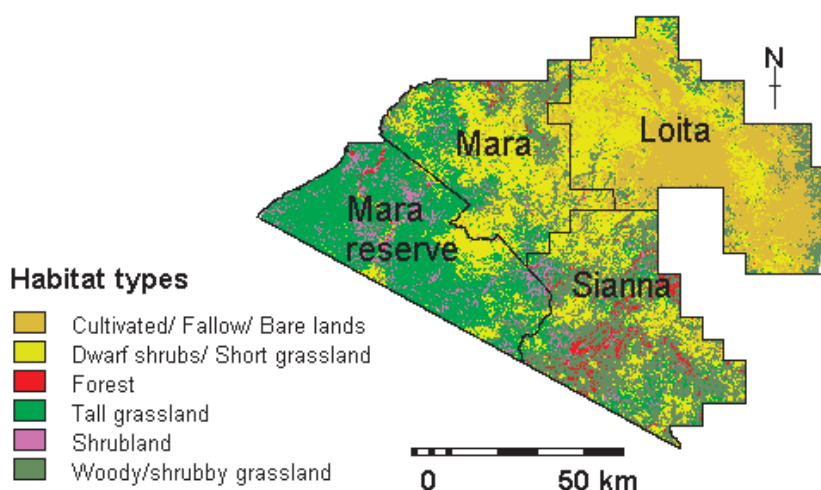 N
Mara
Loita
Mara
reserve
Sianna
Habitat types
Cultivated/ Fallow/ Bare lands
Dwarf shrubs/ Short grassland
Forest
Tall grassland
Shrubland
Woody/shrubby grassland
0 50 km